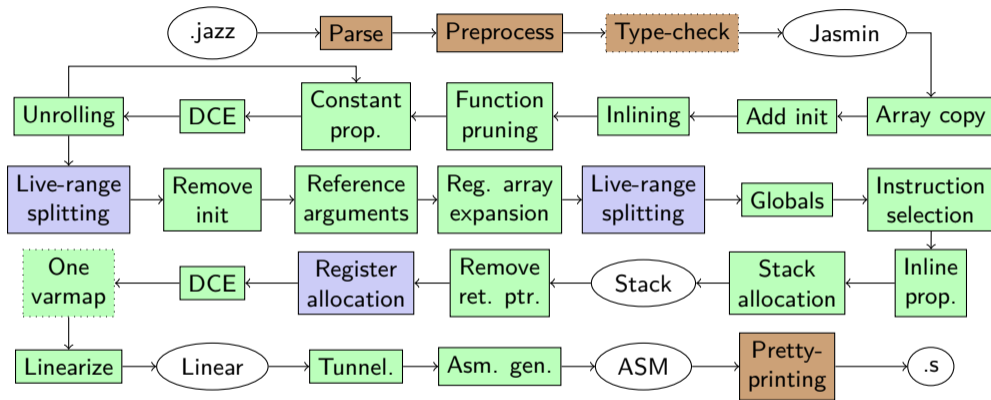 .jazz
Parse
Preprocess
Type-check
Jasmin
Unrolling
DCE
Constant
prop.
Function
pruning
Inlining
Add init
Array copy
Live-range
splitting
Remove
init
Reference
arguments
Reg. array
expansion
Live-range
splitting
Globals
Instruction
selection
One
varmap
DCE
Register
allocation
Remove
ret. ptr.
Stack
Stack
allocation
Inline
prop.
Linearize
Linear
Tunnel.
Asm. gen.
ASM
Pretty-
printing
.s